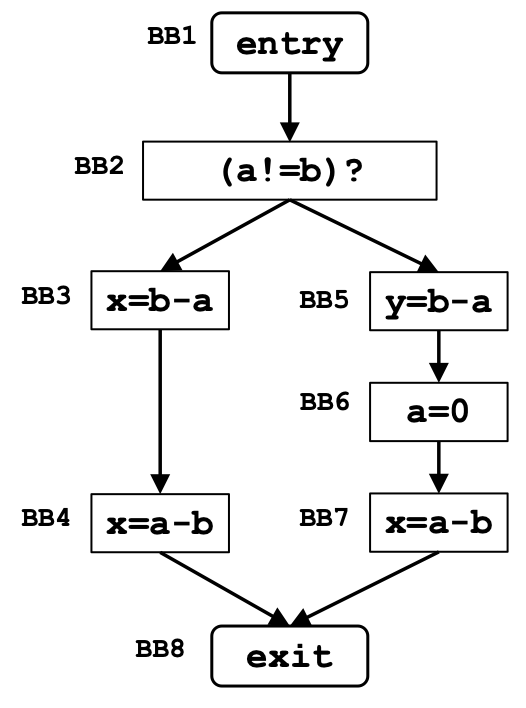 BB1 entry
BB2 (a!=b)?
BB3 x=b-a BB5 y=b-a
BB6 a=0
BB4 x=a-b BB7 x=a-b
BB8 exit